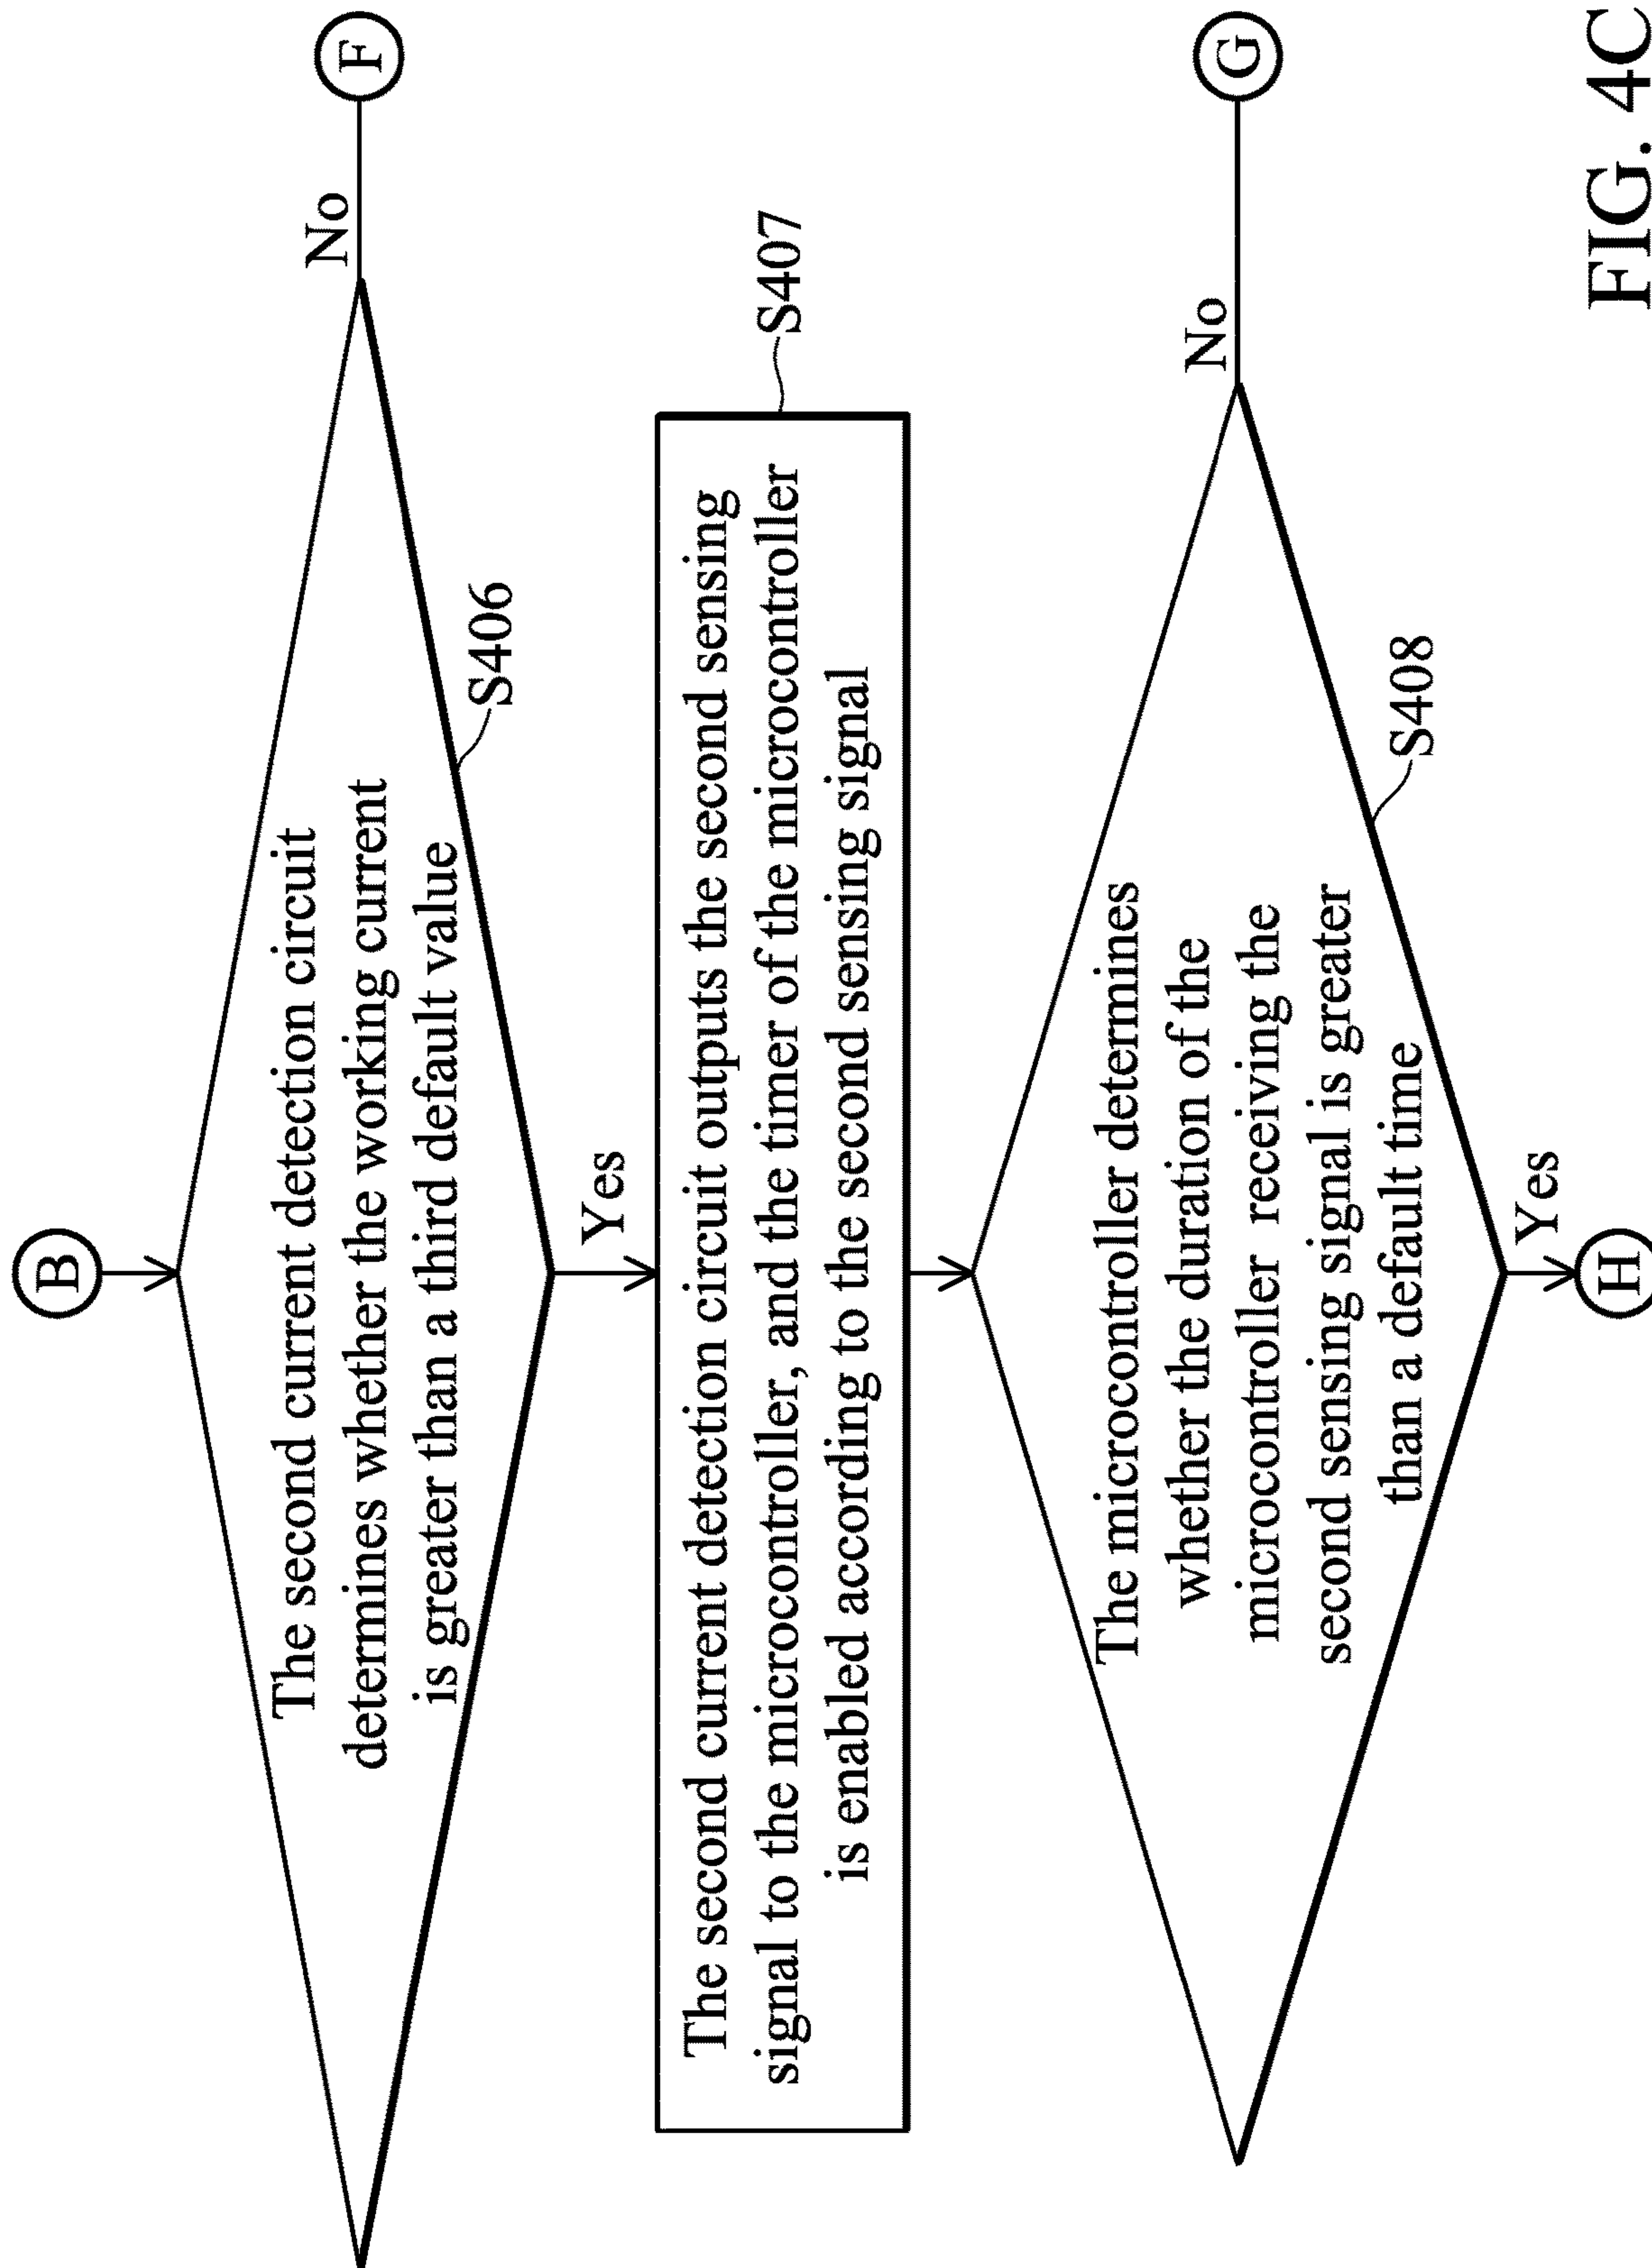 B
The second current detection circuit
determines whether the working current
is greater than a third default value
S406
No
F
Yes
The second current detection circuit outputs the second sensing
signal to the microcontroller, and the timer of the microcontroller
is enabled according to the second sensing signal
S407
The microcontroller determines
whether the duration of the
microcontroller receiving the
second sensing signal is greater
than a default time
S408
No
G
Yes
H
FIG. 4C